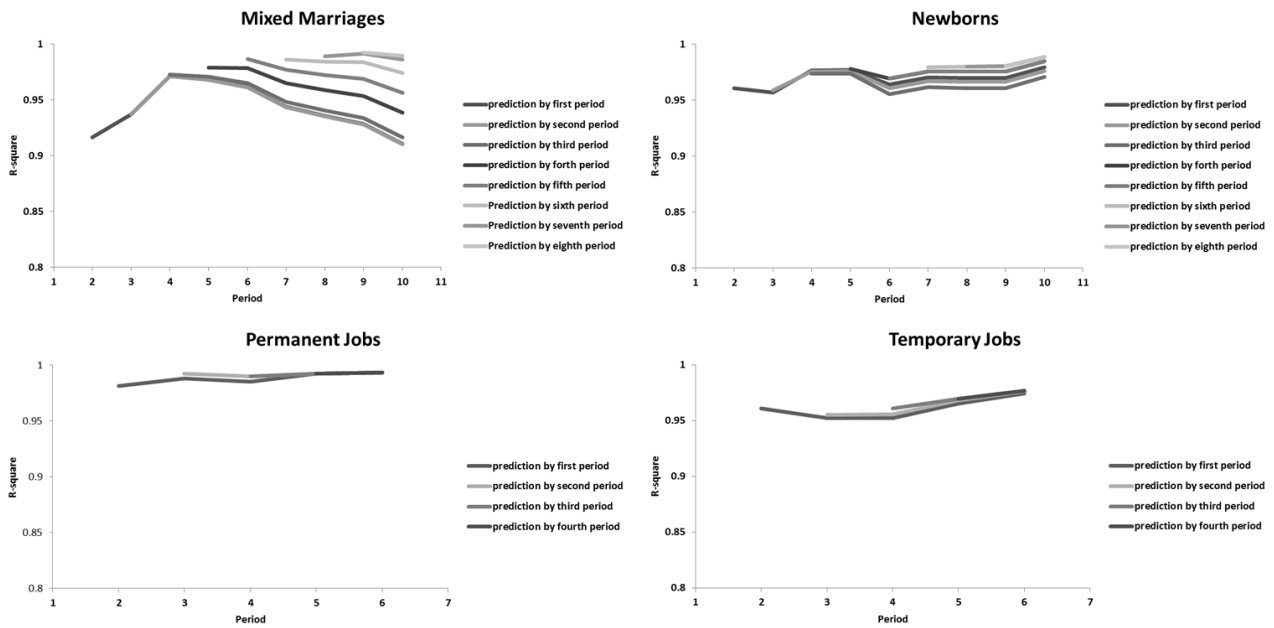 Mixed Marriages
1
0.95
0.9
0.85
0.8
R-square
1 2 3 4 5 6 7 8 9 10 11
Period
prediction by first period
prediction by second period
prediction by third period
prediction by forth period
prediction by fifth period
Prediction by sixth period
Prediction by seventh period
Prediction by eighth period
Newborns
1
0.95
0.9
0.85
0.8
R-square
1 2 3 4 5 6 7 8 9 10 11
Period
prediction by first period
prediction by second period
prediction by third period
prediction by forth period
prediction by fifth period
prediction by sixth period
prediction by seventh period
prediction by eighth period
Permanent Jobs
1
0.95
0.9
0.85
0.8
R-square
1 2 3 4 5 6 7
Period
prediction by first period
prediction by second period
prediction by third period
prediction by fourth period
Temporary Jobs
1
0.95
0.9
0.85
0.8
R-square
1 2 3 4 5 6 7
Period
prediction by first period
prediction by second period
prediction by third period
prediction by fourth period